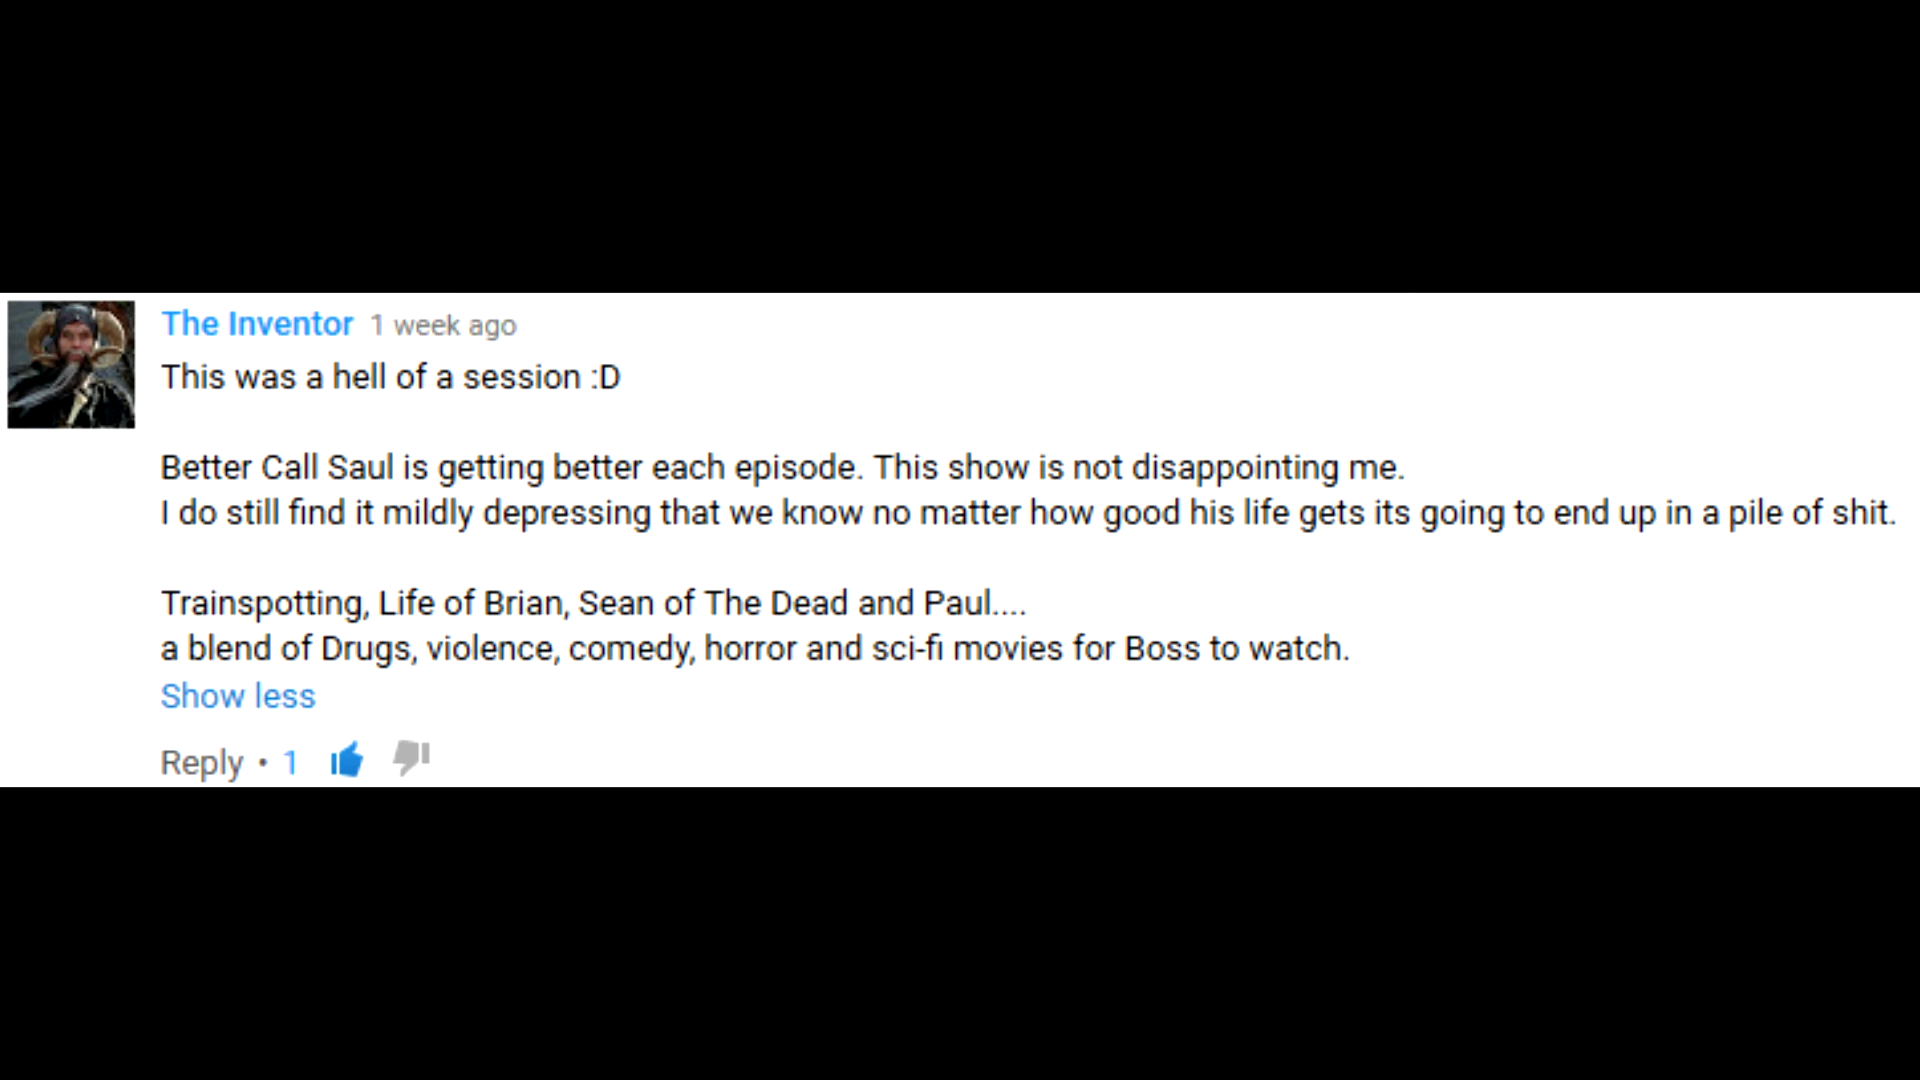 The Inventor 1 week ago
This was a hell of a session :D
Better Call Saul is getting better each episode. This show is not disappointing me.
I do still find it mildly depressing that we know no matter how good his life gets its going to end up in a pile of shit.
Trainspotting, Life of Brian, Sean of The Dead and Paul....
a blend of Drugs, violence, comedy, horror and sci-fi movies for Boss to watch.
Show less
Reply • 1